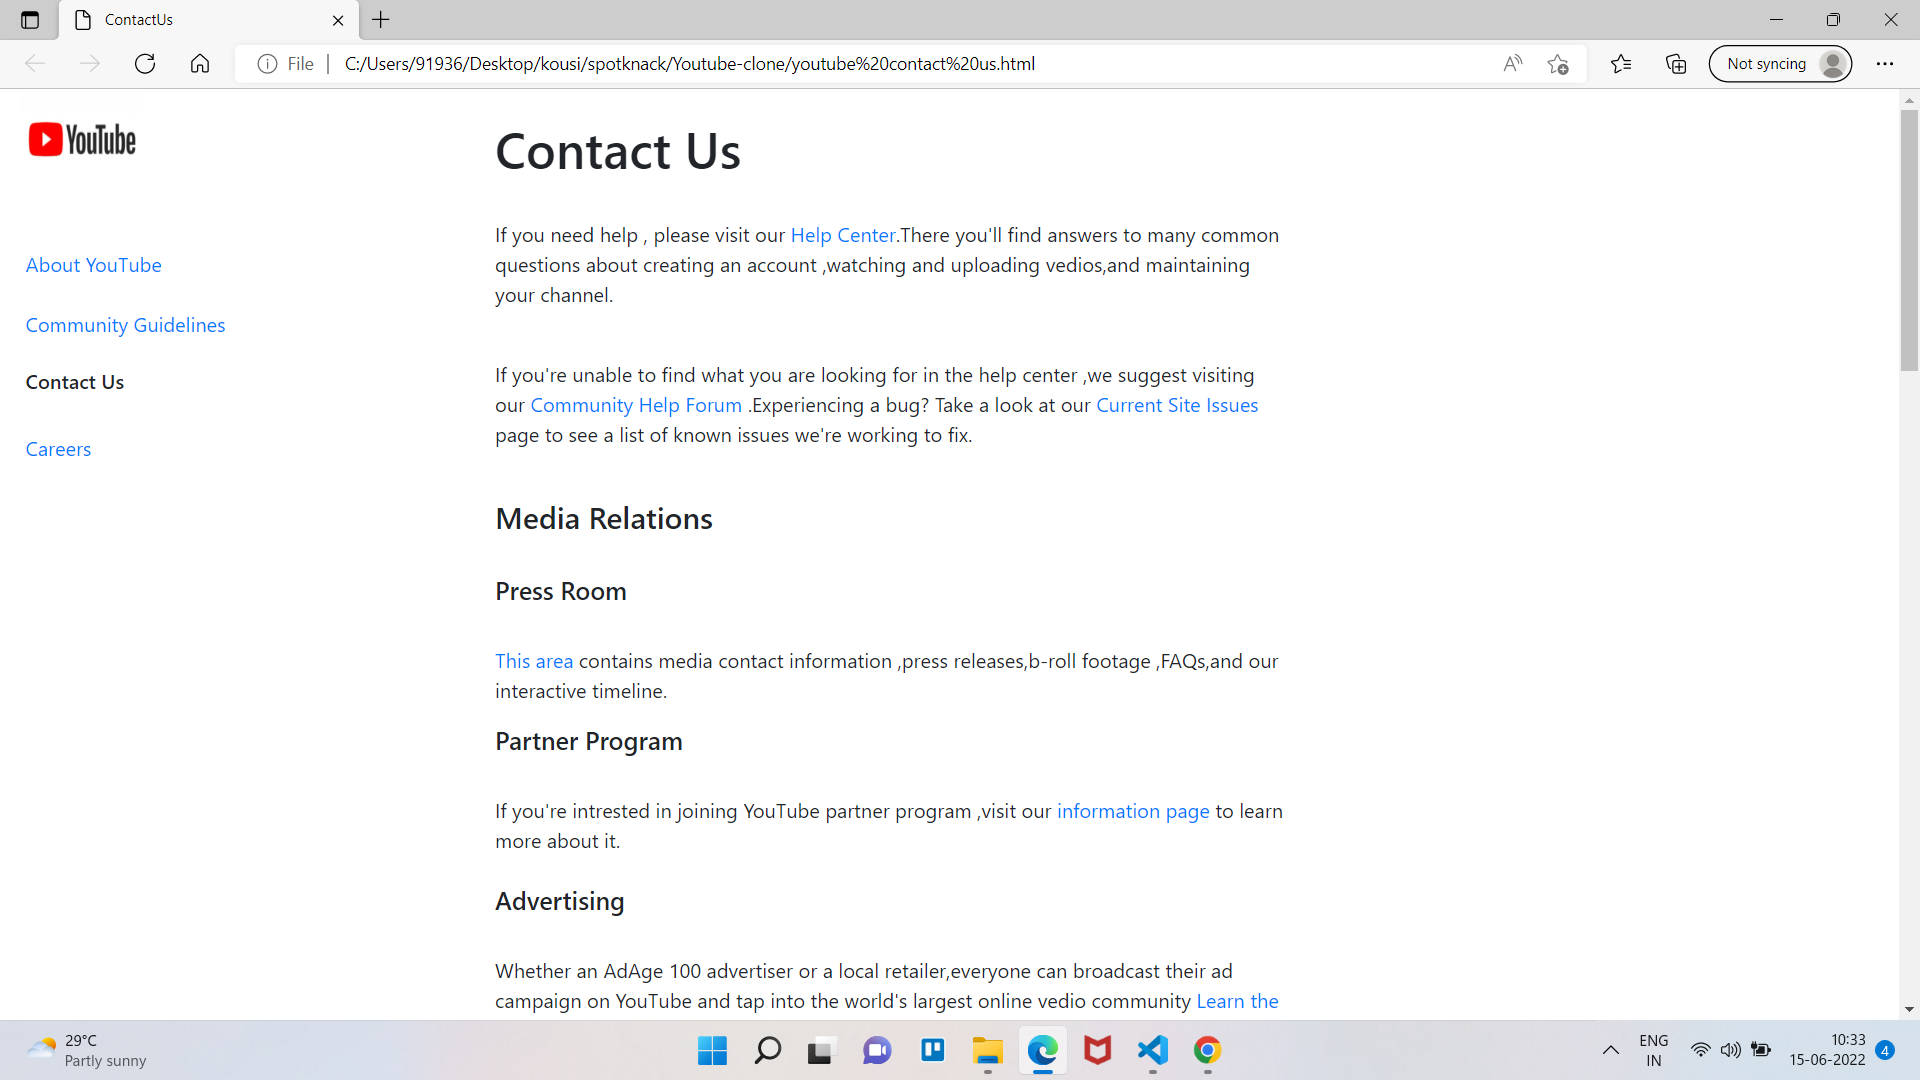 ContactUs
File
C:/Users/91936/Desktop/kousi/spotknack/Youtube-clone/youtube%20contact%20us.html
Not syncing
YouTube
About YouTube
Community Guidelines
Contact Us
Careers
Contact Us
If you need help , please visit our Help Center.There you'll find answers to many common
questions about creating an account ,watching and uploading vedios,and maintaining
your channel.
If you're unable to find what you are looking for in the help center ,we suggest visiting
our Community Help Forum .Experiencing a bug? Take a look at our Current Site Issues
page to see a list of known issues we're working to fix.
Media Relations
Press Room
This area contains media contact information ,press releases,b-roll footage ,FAQs,and our
interactive timeline.
Partner Program
If you're intrested in joining YouTube partner program ,visit our information page to learn
more about it.
Advertising
Whether an AdAge 100 advertiser or a local retailer,everyone can broadcast their ad
campaign on YouTube and tap into the world's largest online vedio community Learn the
29°C
Partly sunny
ENG
IN
10:33
15-06-2022
4